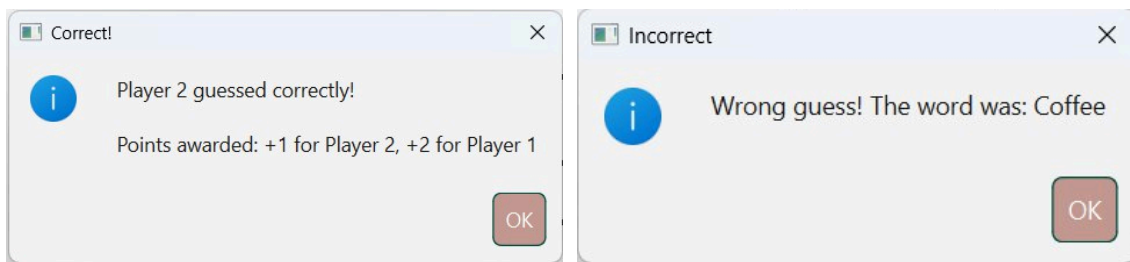 Correct!
Player 2 guessed correctly!
Points awarded: +1 for Player 2, +2 for Player 1
OK
Incorrect
Wrong guess! The word was: Coffee
OK